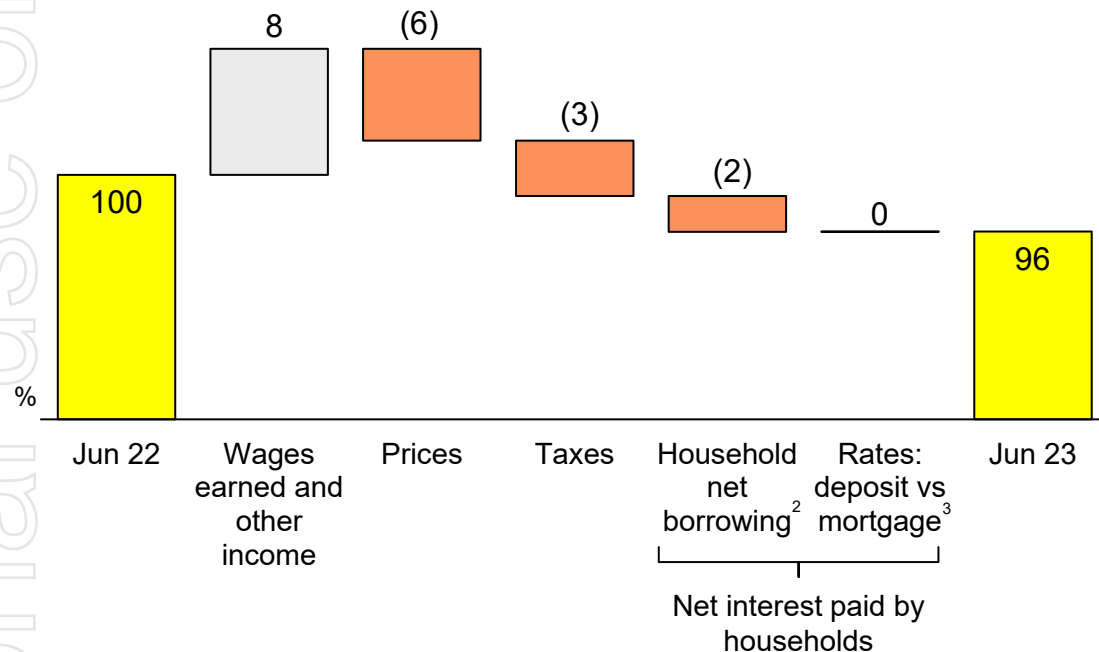 8
(6)
(3)
(2)
0
100
96
%
Jun 22
Wages
earned and
other
income
Prices
Taxes
Household
net
borrowing2
Rates:
deposit vs
mortgage3
Jun 23
Net interest paid by
households